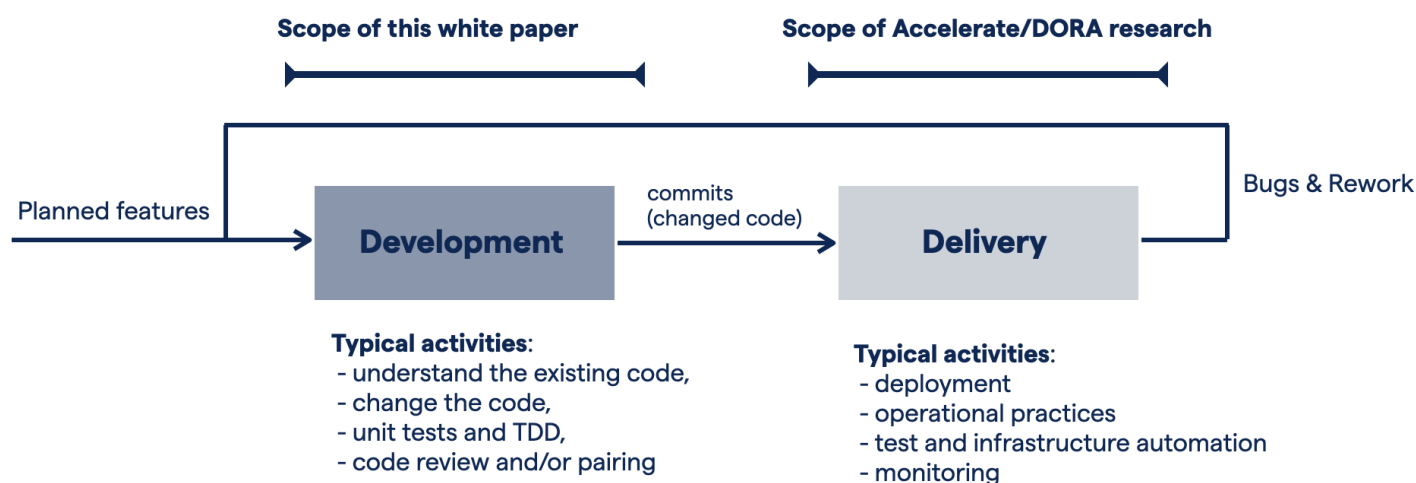 Scope of this white paper
Scope of Accelerate/DORA research
Planned features
commits
(changed code)
Bugs & Rework
Development
Delivery
Typical activities:
- understand the existing code,
- change the code,
- unit tests and TDD,
- code review and/or pairing
Typical activities:
- deployment
- operational practices
- test and infrastructure automation
- monitoring